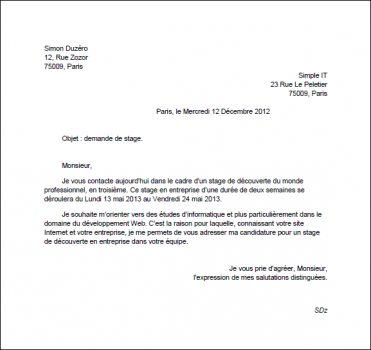 Simon Duzéro
12, Rue Zozor
75009, Paris
Simple IT
23 Rue Le Peletier
75009, Paris
Paris, le Mercredi 12 Décembre 2012
Objet : demande de stage.
Monsieur,
Je vous contacte aujourd'hui dans le cadre d'un stage de découverte du monde
professionnel, en troisième. Ce stage en entreprise d'une durée de deux semaines se
déroulera du Lundi 13 mai 2013 au Vendredi 24 mai 2013.
Je souhaite m'orienter vers des études d'informatique et plus particulièrement dans le
domaine du développement Web. C'est la raison pour laquelle, connaissant votre site
Internet et votre entreprise, je me permets de vous adresser ma candidature pour un stage
de découverte en entreprise dans votre équipe.
Je vous prie d'agréer, Monsieur,
l'expression de mes salutations distinguées.
SDz